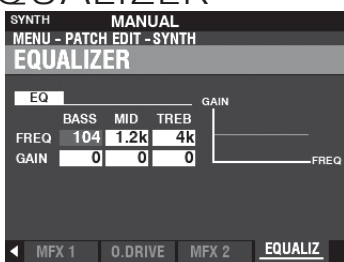 SYNTH MANUAL
MENU - PATCH EDIT - SYNTH
EQUALIZER
EQ
GAIN
BASS MID TREB
FREQ 104 1.2k 4k
GAIN 0 0 0
FREQ
◀ MFX 1 O.DRIVE MFX 2 EQUALIZ